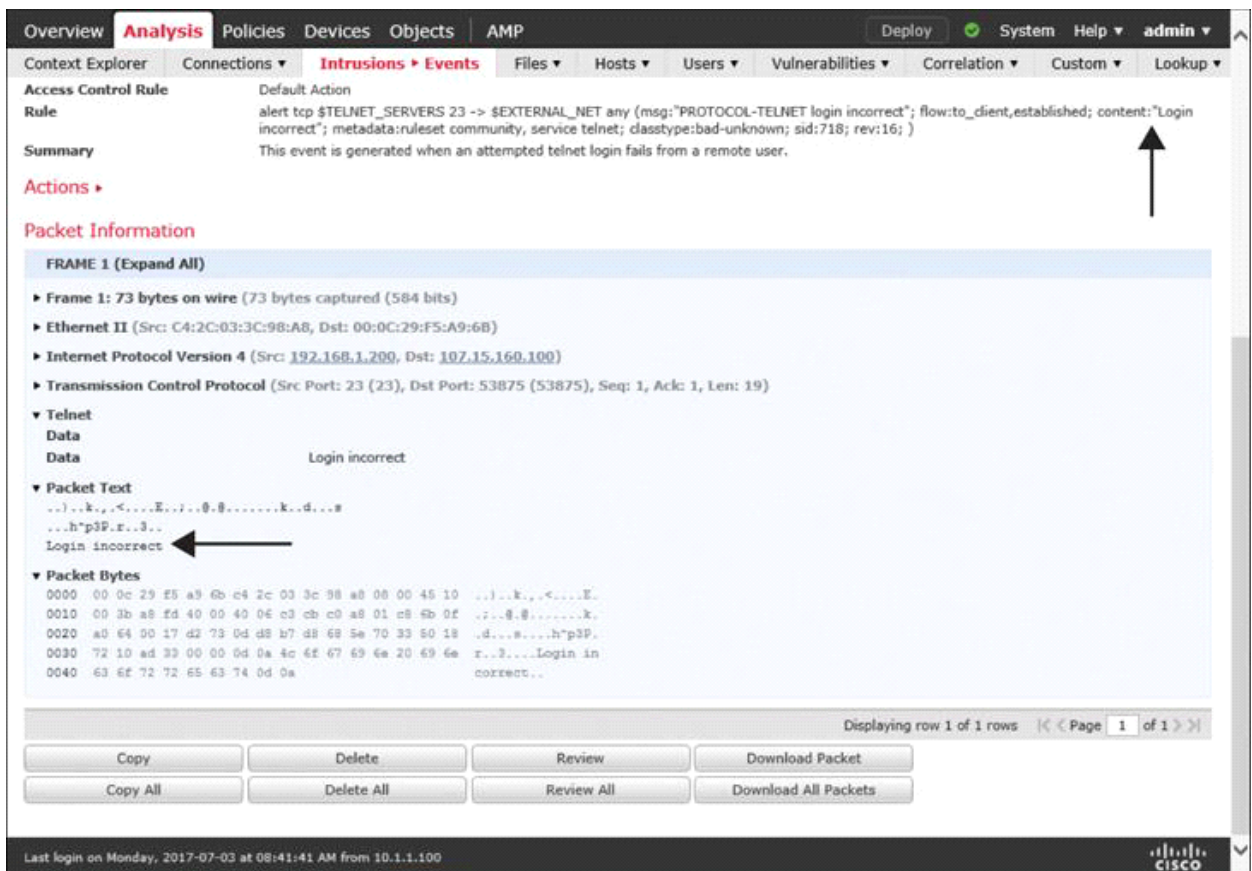 Overview Analysis Policies Devices Objects AMP Deploy System Help admin
Context Explorer Connections Intrusions Events Files Hosts Users Vulnerabilities Correlation Custom Lookup
Access Control Rule Default Action
Rule alert tcp $TELNET_SERVERS 23 -> $EXTERNAL_NET any (msg:"PROTOCOL-TELNET login incorrect"; flow:to_client,established; content:"Login
incorrect"; metadata:ruleset community, service telnet; classtype:bad-unknown; sid:718; rev:16; )
Summary This event is generated when an attempted telnet login fails from a remote user.
Actions
Packet Information
FRAME 1 (Expand All)
Frame 1: 73 bytes on wire (73 bytes captured (584 bits)
Ethernet II (Src: C4:2C:03:3C:98:A8, Dst: 00:0C:29:F5:A9:6B)
Internet Protocol Version 4 (Src: 192.168.1.200, Dst: 107.15.160.100)
Transmission Control Protocol (Src Port: 23 (23), Dst Port: 53875 (53875), Seq: 1, Ack: 1, Len: 19)
Telnet
Data
Data Login incorrect
Packet Text
..)..k.,.<....E..;..@.@.......k..d...s
...h^p3P.r..3..
Login incorrect
Packet Bytes
0000 00 0c 29 f5 a9 6b c4 2c 03 3c 98 a8 08 00 45 10 ..)..k.,.<....E.
0010 00 3b a8 fd 40 00 40 06 c3 cb c0 a8 01 c8 6b 0f .;..@.@.......k.
0020 a0 64 00 17 d2 73 0d d8 b7 d8 68 5e 70 33 50 18 .d...s....h^p3P.
0030 72 10 ad 33 00 00 0d 0a 4c 6f 67 69 6e 20 69 6e r..3....Login in
0040 63 6f 72 72 65 63 74 0d 0a correct..
Displaying row 1 of 1 rows |< < Page 1 of 1 > >|
Copy Delete Review Download Packet
Copy All Delete All Review All Download All Packets
Last login on Monday, 2017-07-03 at 08:41:41 AM from 10.1.1.100
CISCO